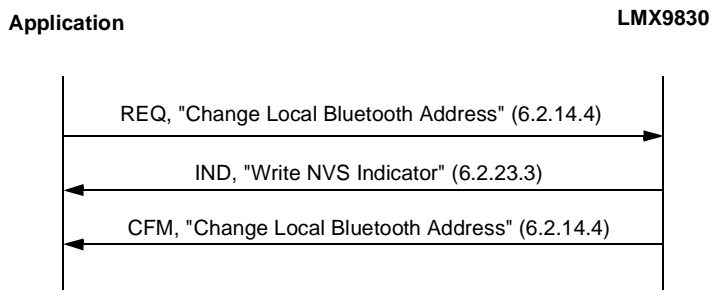 Application
LMX9830
REQ, "Change Local Bluetooth Address" (6.2.14.4)
IND, "Write NVS Indicator" (6.2.23.3)
CFM, "Change Local Bluetooth Address" (6.2.14.4)